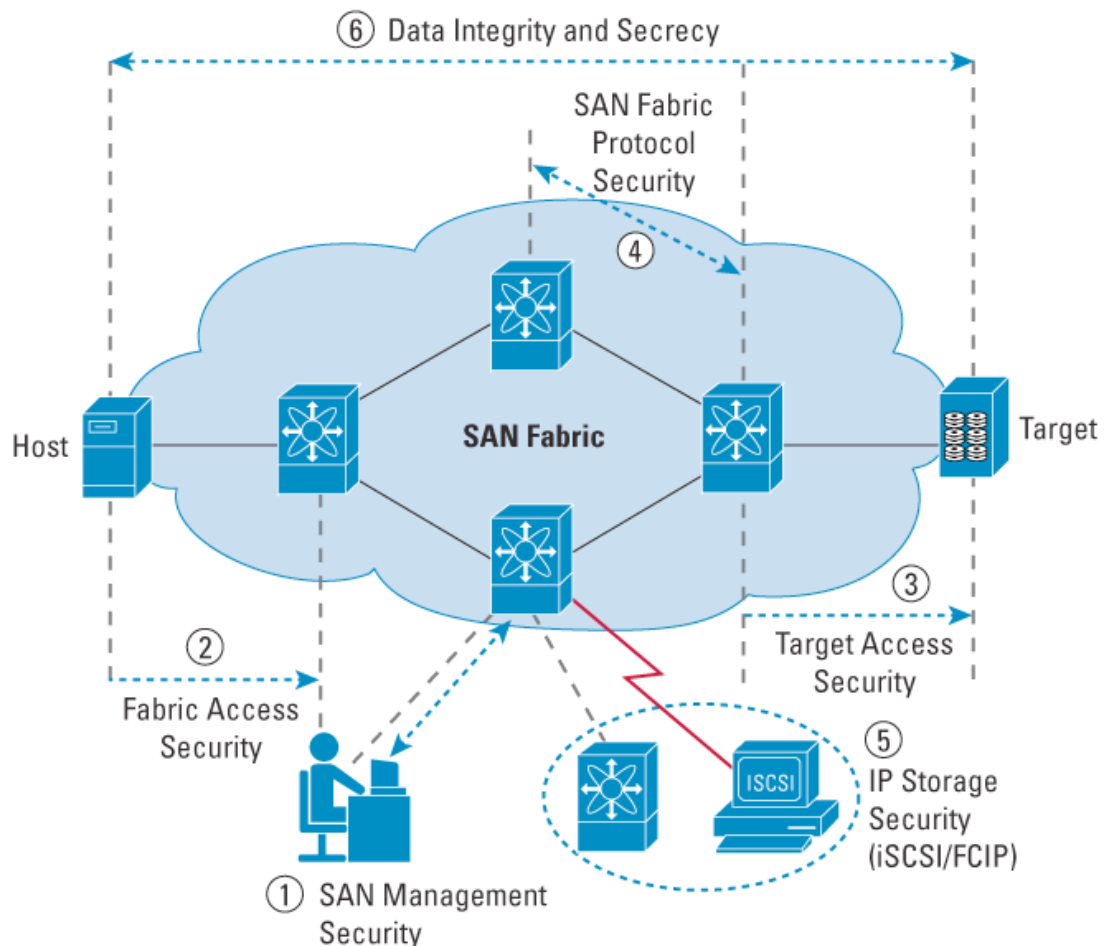 ⑥ Data Integrity and Secrecy
SAN Fabric
Protocol
Security
④
Host
SAN Fabric
Target
③
Target Access
Security
②
Fabric Access
Security
⑤
ISCSI
IP Storage
Security
(iSCSI/FCIP)
① SAN Management
Security